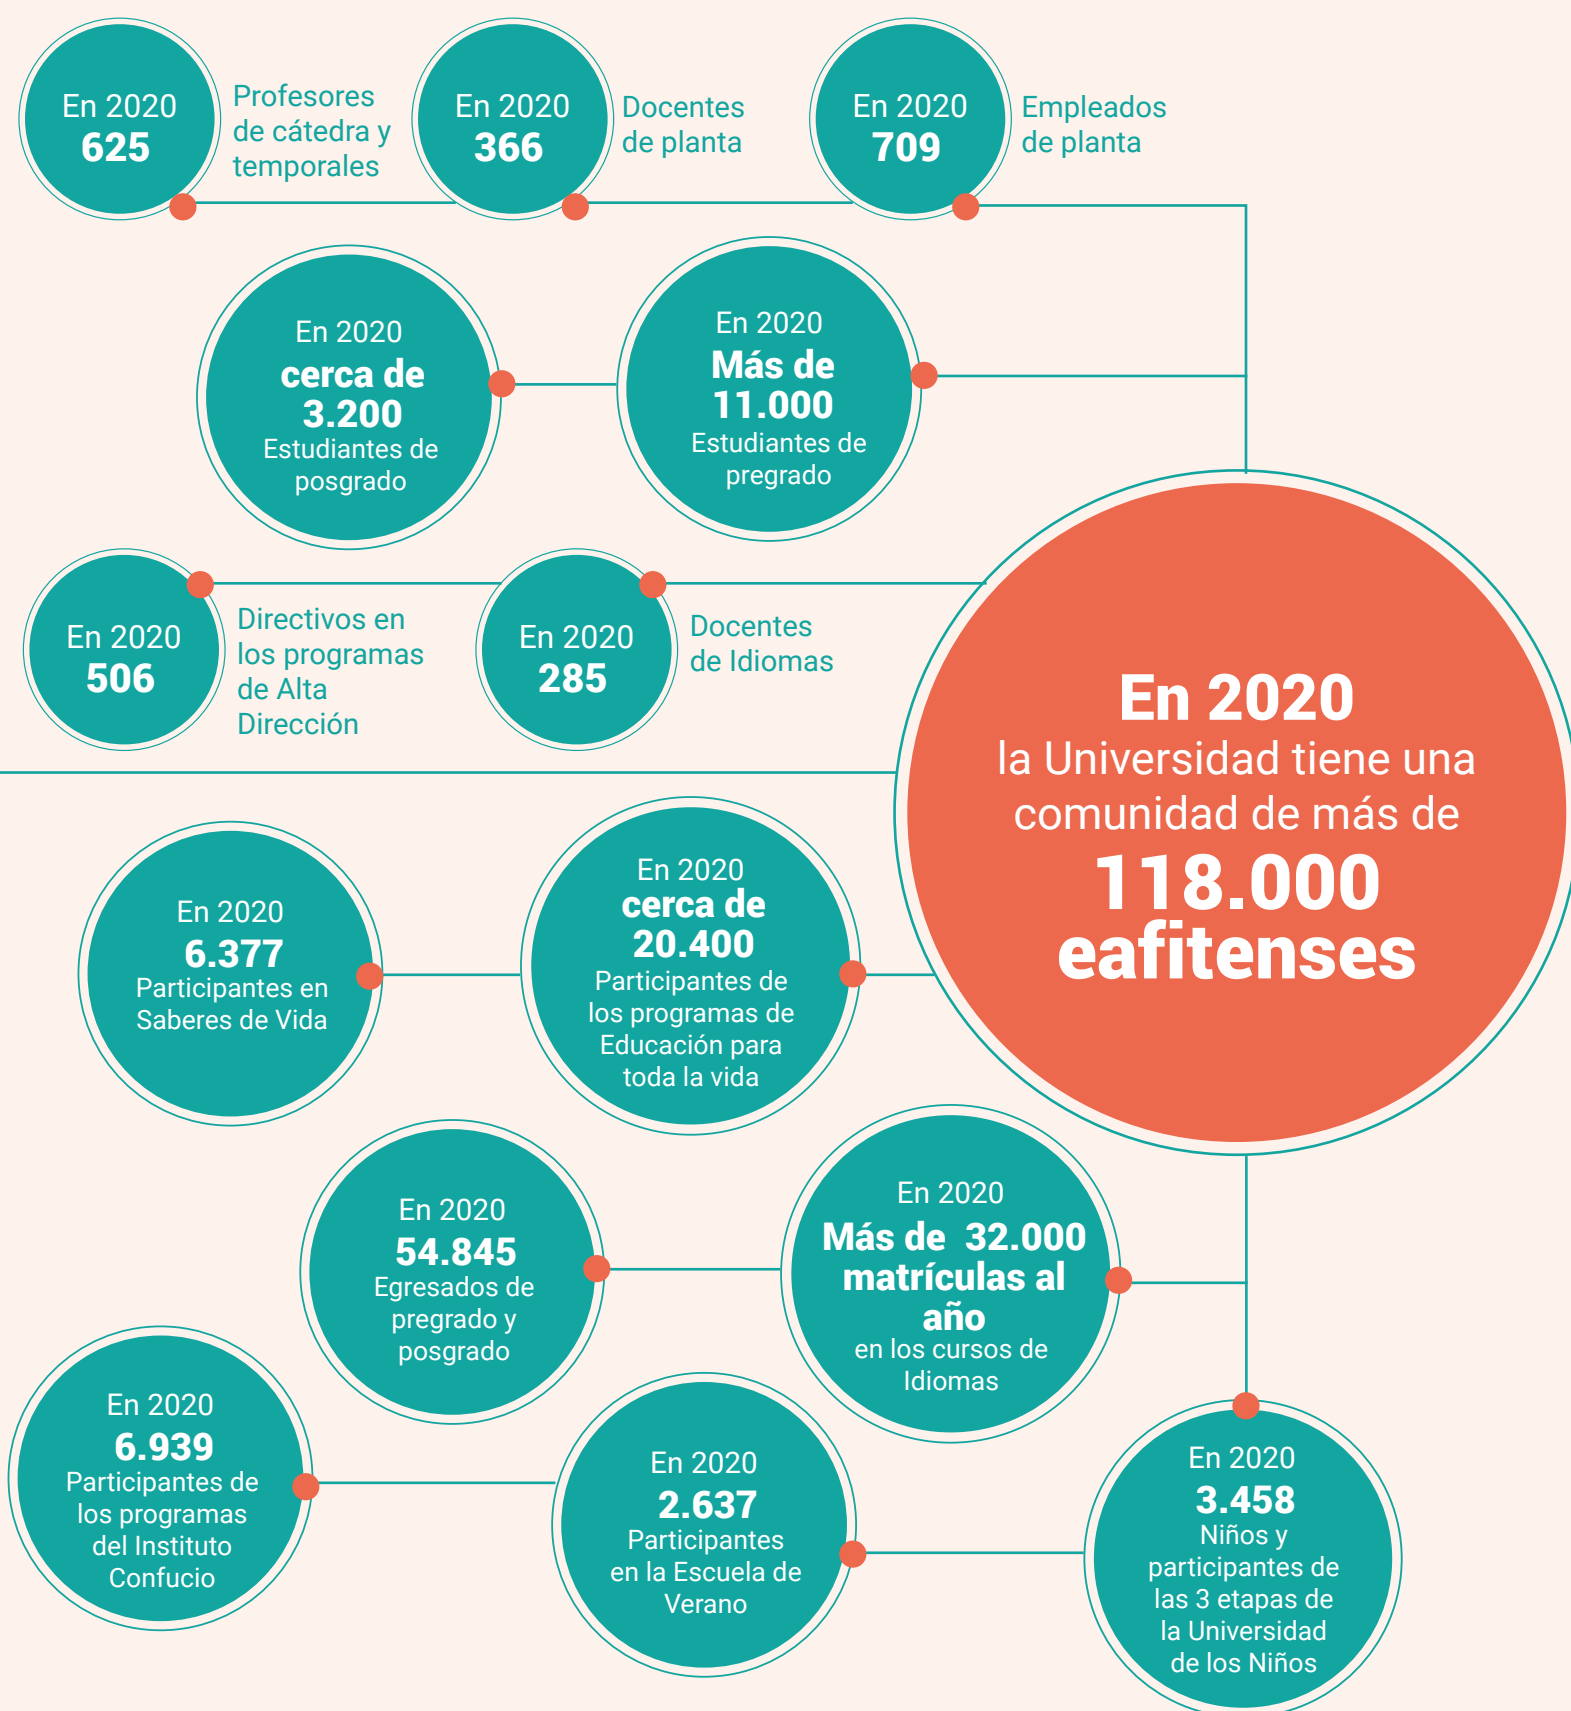 En 2020
625
Profesores
de cátedra y
temporales
En 2020
366
Docentes
de planta
En 2020
709
Empleados
de planta
En 2020
cerca de
3.200
Estudiantes de
posgrado
En 2020
Más de
11.000
Estudiantes de
pregrado
En 2020
506
Directivos en
los programas
de Alta
Dirección
En 2020
285
Docentes
de Idiomas
En 2020
la Universidad tiene una
comunidad de más de
118.000
eafitenses
En 2020
6.377
Participantes en
Saberes de Vida
En 2020
cerca de
20.400
Participantes de
los programas de
Educación para
toda la vida
En 2020
54.845
Egresados de
pregrado y
posgrado
En 2020
Más de 32.000
matrículas al
año
en los cursos de
Idiomas
En 2020
6.939
Participantes de
los programas
del Instituto
Confucio
En 2020
2.637
Participantes
en la Escuela de
Verano
En 2020
3.458
Niños y
participantes de
las 3 etapas de
la Universidad
de los Niños